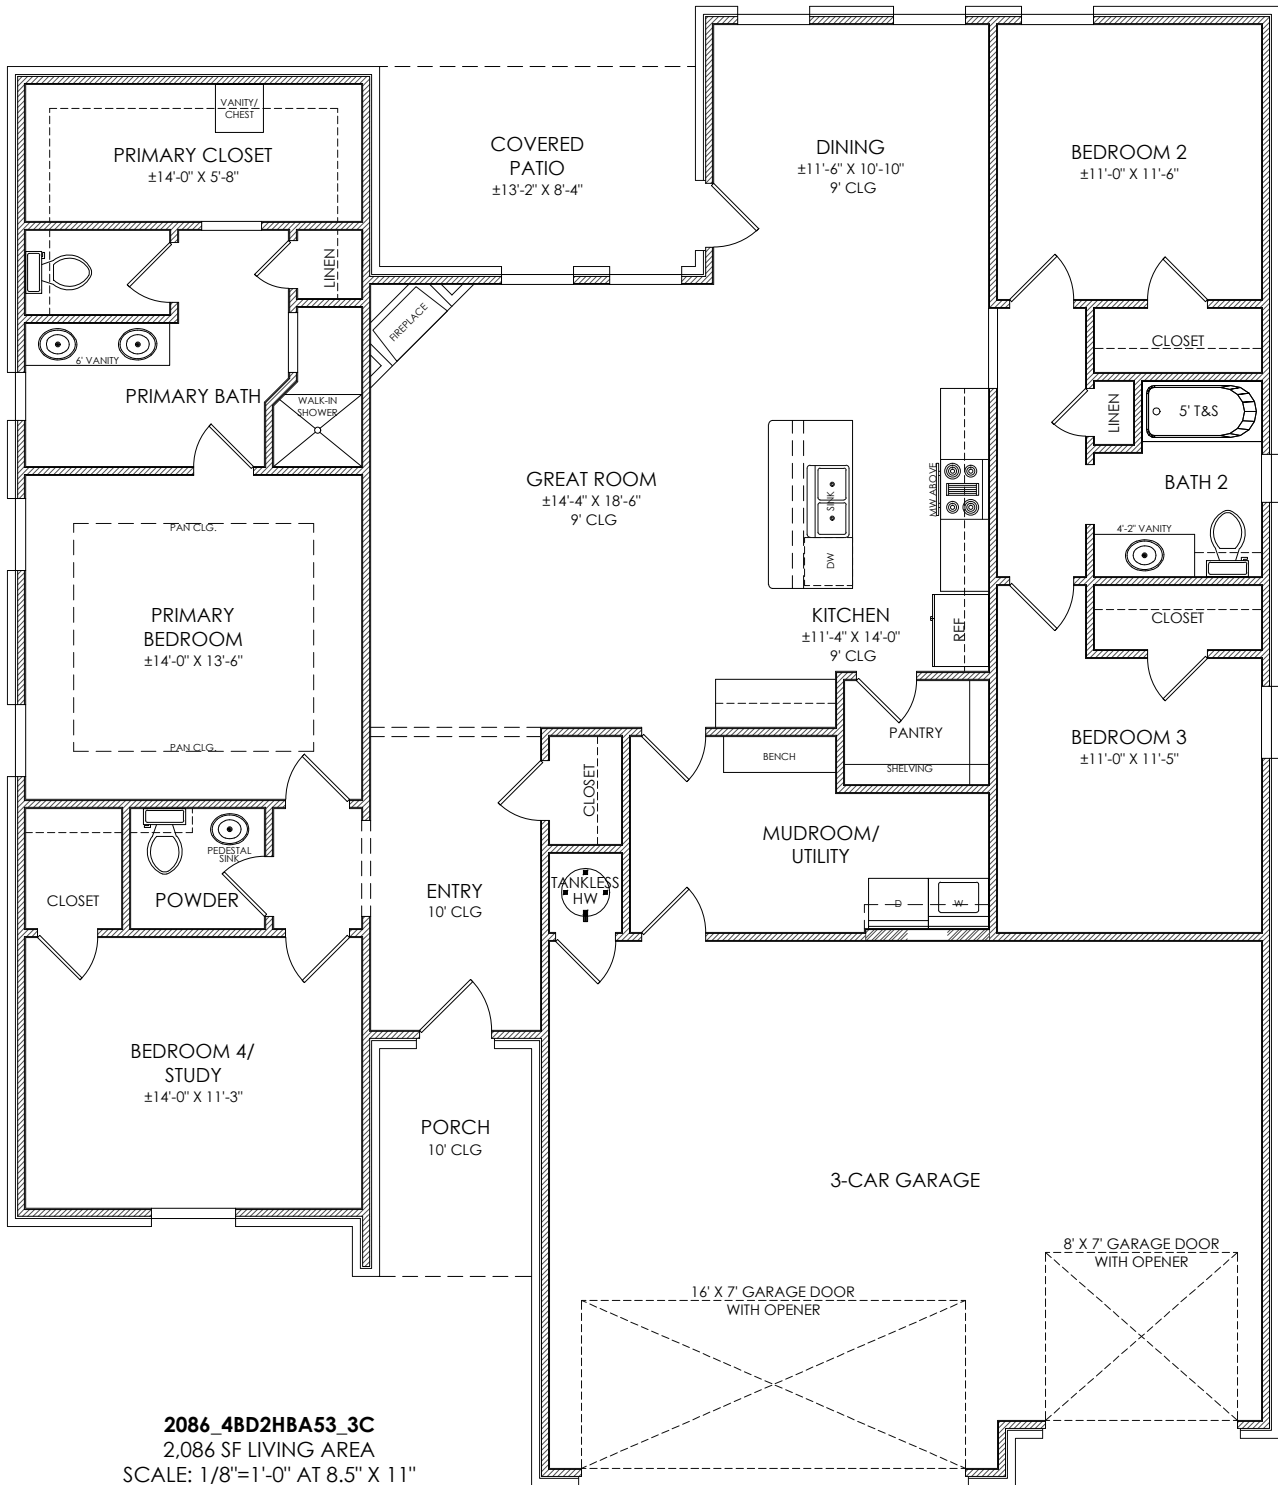 VANITY/
CHEST
PRIMARY CLOSET
±14'-0" X 5'-8"
COVERED
PATIO
±13'-2" X 8'-4"
DINING
±11'-6" X 10'-10"
9' CLG
BEDROOM 2
±11'-0" X 11'-6"
LINEN
FIREPLACE
6' VANITY
PRIMARY BATH
WALK-IN
SHOWER
CLOSET
LINEN
5' T&S
GREAT ROOM
±14'-4" X 18'-6"
9' CLG
SINK
DW
MW ABOVE
BATH 2
4'-2" VANITY
PAN CLG.
PRIMARY
BEDROOM
±14'-0" X 13'-6"
PAN CLG.
KITCHEN
±11'-4" X 14'-0"
9' CLG
REF
CLOSET
PANTRY
SHELVING
BENCH
BEDROOM 3
±11'-0" X 11'-5"
CLOSET
MUDROOM/
UTILITY
PEDESTAL
SINK
CLOSET
POWDER
ENTRY
10' CLG
TANKLESS
HW
D
W
BEDROOM 4/
STUDY
±14'-0" X 11'-3"
PORCH
10' CLG
3-CAR GARAGE
8' X 7' GARAGE DOOR
WITH OPENER
16' X 7' GARAGE DOOR
WITH OPENER
2086_4BD2HBA53_3C
2,086 SF LIVING AREA
SCALE: 1/8"=1'-0" AT 8.5" X 11"